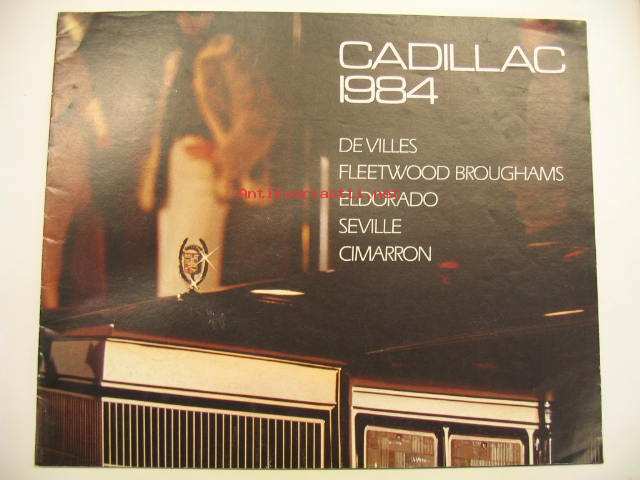 CADILLAC
1984
DE VILLES
FLEETWOOD BROUGHAMS
ELDORADO
SEVILLE
CIMARRON